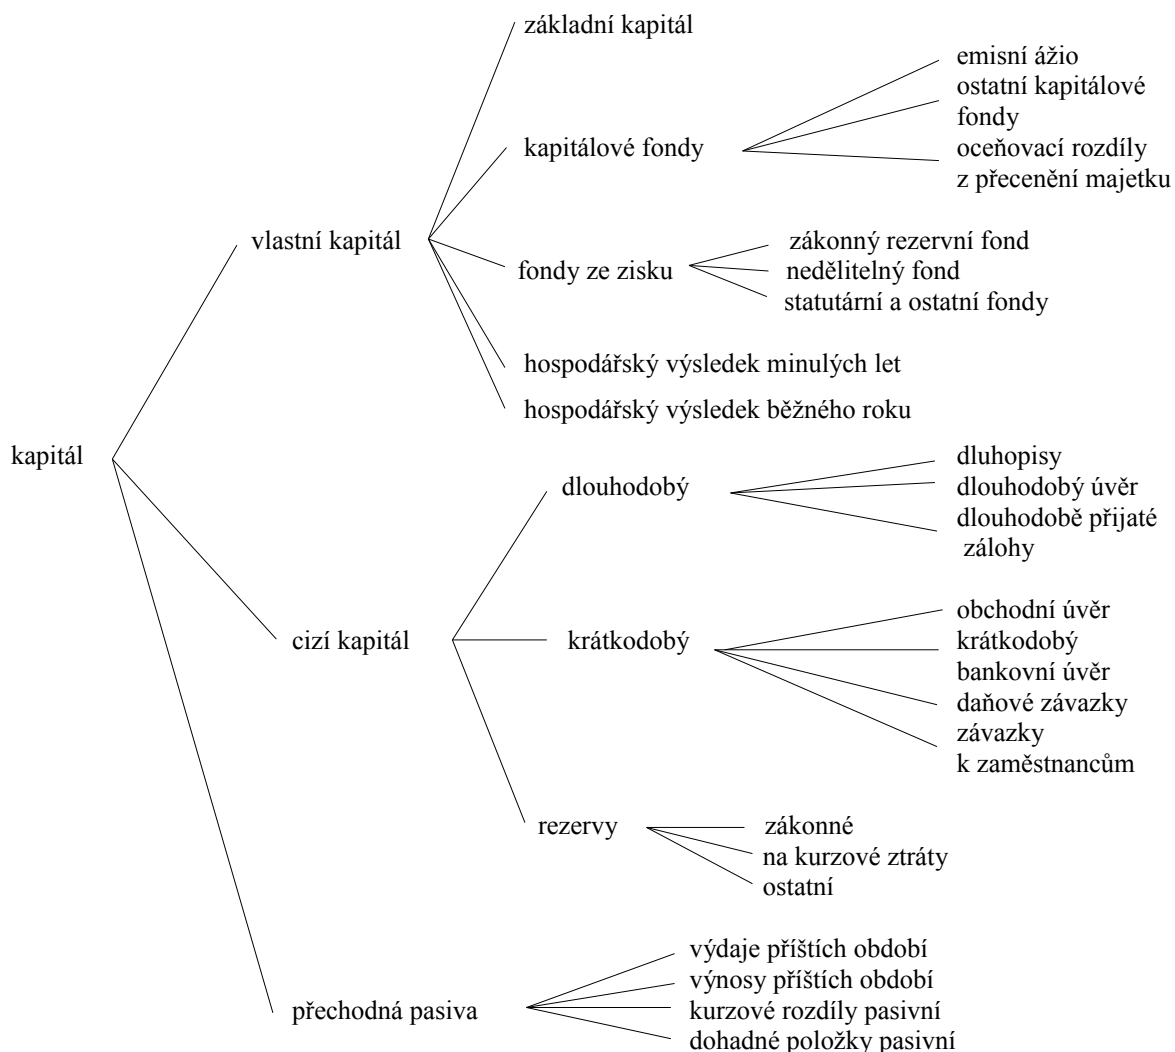 základní kapitál
emisní ážio
ostatní kapitálové
fondy
kapitálové fondy
oceňovací rozdíly
z přecenění majetku
vlastní kapitál
zákonný rezervní fond
fondy ze zisku
nedělitelný fond
statutární a ostatní fondy
hospodářský výsledek minulých let
hospodářský výsledek běžného roku
kapitál
dluhopisy
dlouhodobý
dlouhodobý úvěr
dlouhodobě přijaté
zálohy
obchodní úvěr
cizí kapitál
krátkodobý
krátkodobý
bankovní úvěr
daňové závazky
závazky
k zaměstnancům
rezervy
zákonné
na kurzové ztráty
ostatní
výdaje příštích období
výnosy příštích období
přechodná pasiva
kurzové rozdíly pasivní
dohadné položky pasivní